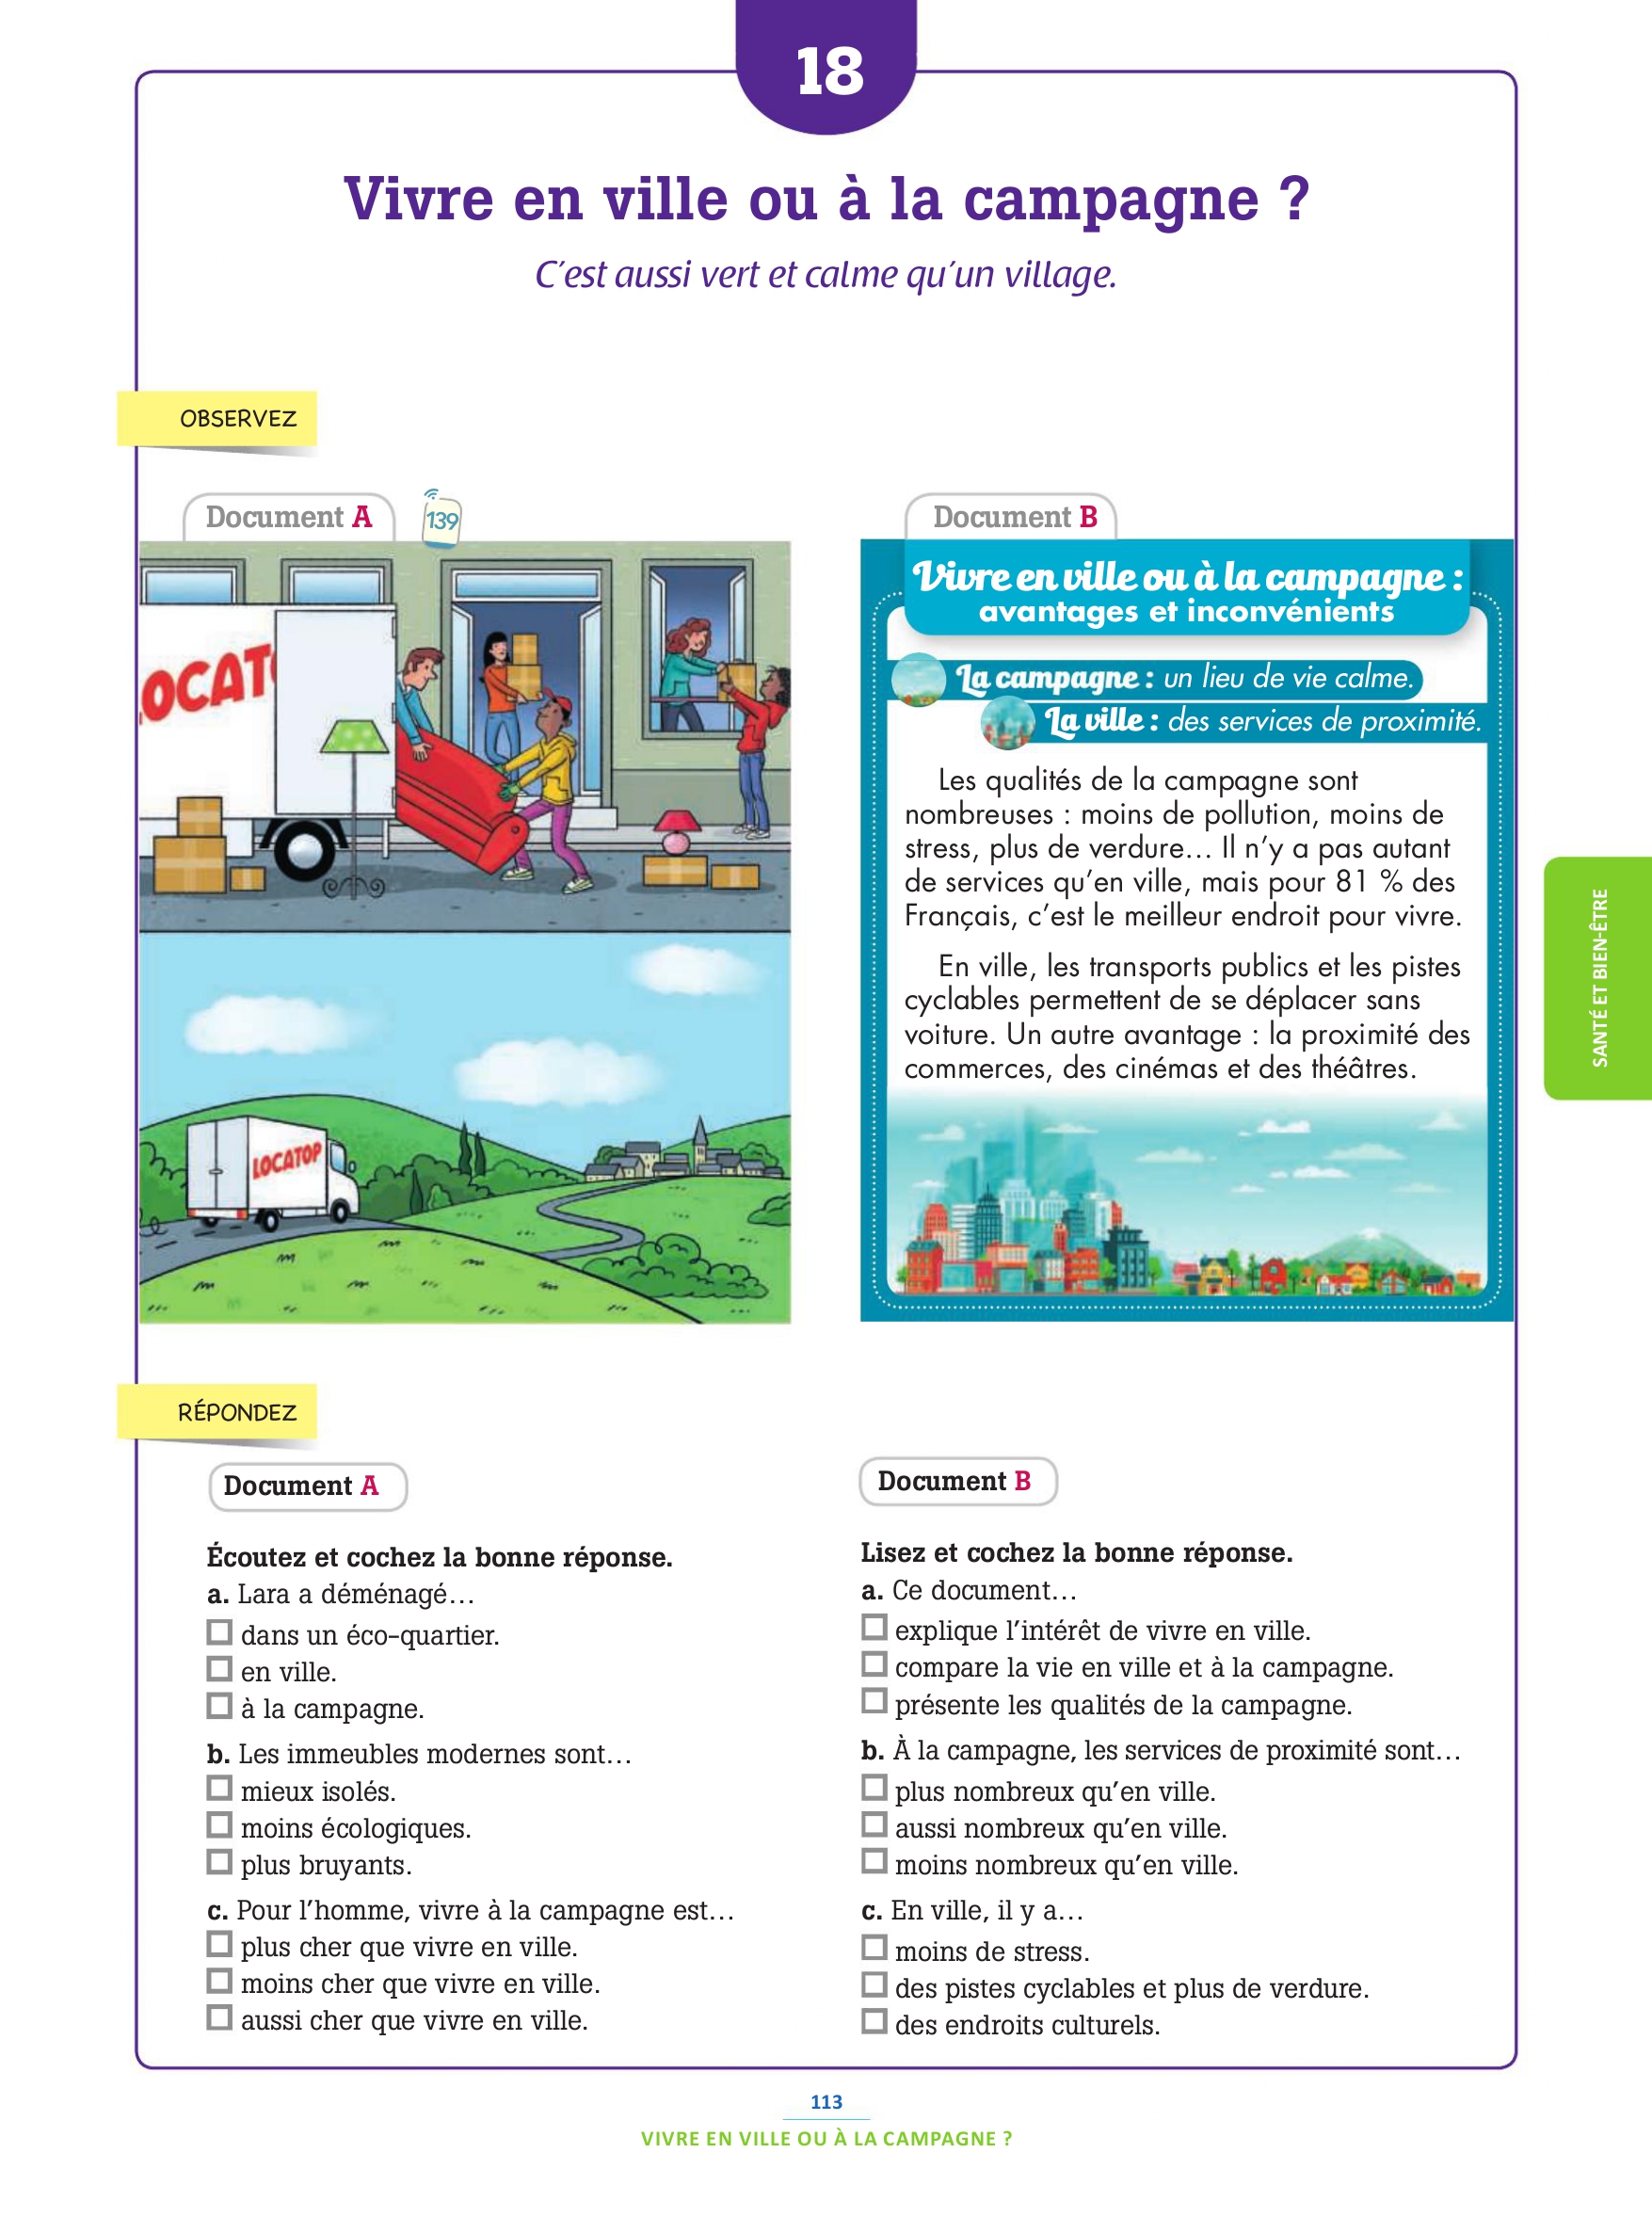 18
Vivre en ville ou à la campagne ?
C'est aussi vert et calme qu'un village.
OBSERVEZ
Document A
139
LOCATO
LOCATOP
Document B
Vivre en ville ou à la campagne :
avantages et inconvénients
La campagne : un lieu de vie calme.
La ville : des services de proximité.
Les qualités de la campagne sont
nombreuses : moins de pollution, moins de
stress, plus de verdure... Il n'y a pas autant
de services qu'en ville, mais pour 81 % des
Français, c'est le meilleur endroit pour vivre.
En ville, les transports publics et les pistes
cyclables permettent de se déplacer sans
voiture. Un autre avantage : la proximité des
commerces, des cinémas et des théâtres.
SANTÉ ET BIEN-ÊTRE
RÉPONDEZ
Document A
Écoutez et cochez la bonne réponse.
a. Lara a déménagé...
dans un éco-quartier.
en ville.
à la campagne.
b. Les immeubles modernes sont...
mieux isolés.
moins écologiques.
plus bruyants.
c. Pour l'homme, vivre à la campagne est...
plus cher que vivre en ville.
moins cher que vivre en ville.
aussi cher que vivre en ville.
Document B
Lisez et cochez la bonne réponse.
a. Ce document...
explique l'intérêt de vivre en ville.
compare la vie en ville et à la campagne.
présente les qualités de la campagne.
b. À la campagne, les services de proximité sont...
plus nombreux qu'en ville.
aussi nombreux qu'en ville.
moins nombreux qu'en ville.
c. En ville, il y a...
moins de stress.
des pistes cyclables et plus de verdure.
des endroits culturels.
113
VIVRE EN VILLE OU À LA CAMPAGNE ?